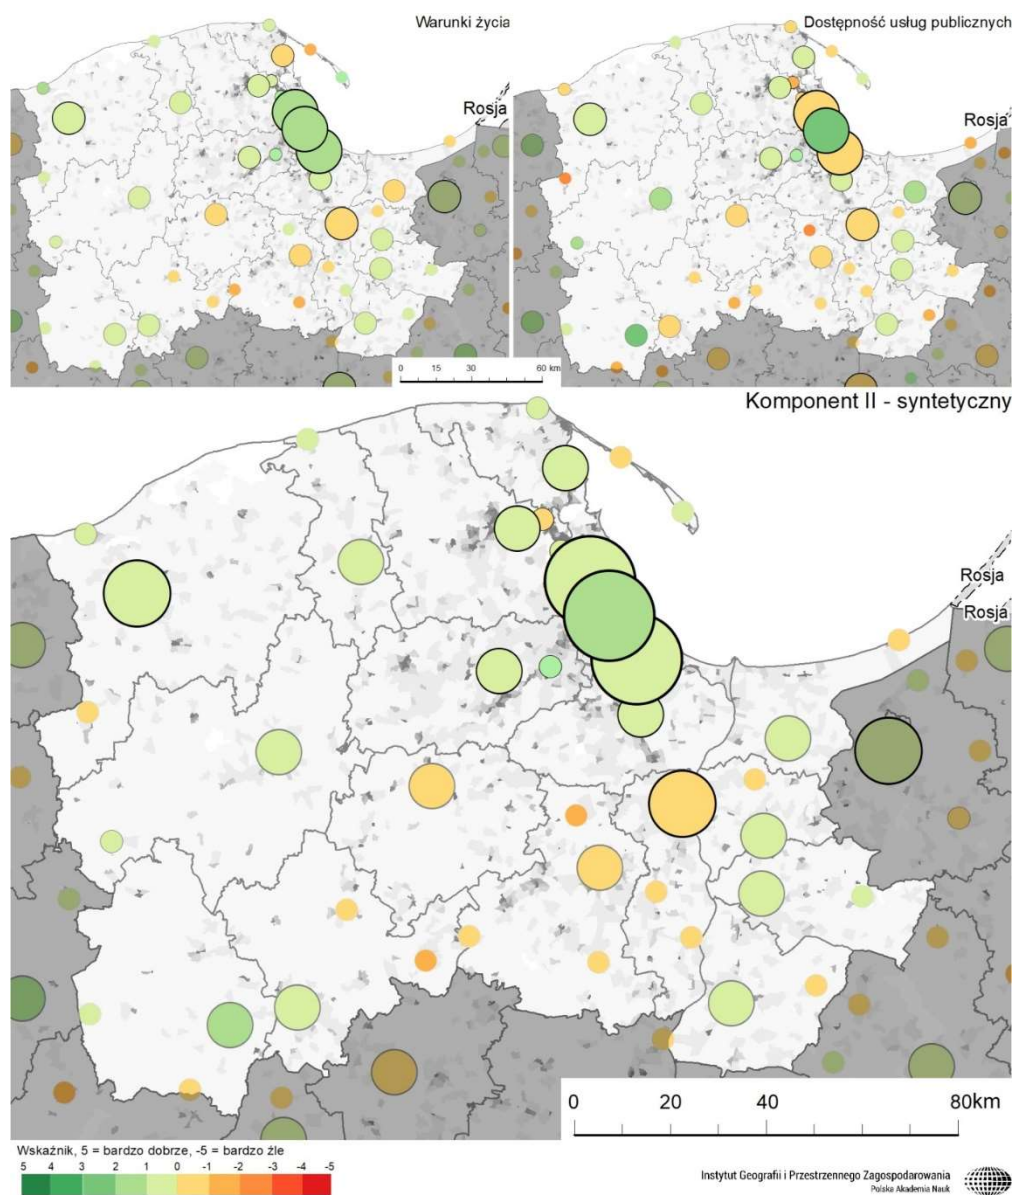 Warunki życia
Rosja
0 15 30 60 km
Dostępność usług publicznych
Rosja
Komponent II - syntetyczny
Rosja
Rosja
0 20 40 80km
Wskaźnik, 5 = bardzo dobrze, -5 = bardzo źle
5 4 3 2 1 0 -1 -2 -3 -4 -5
Instytut Geografii i Przestrzennego Zagospodarowania
Polska Akademia Nauk